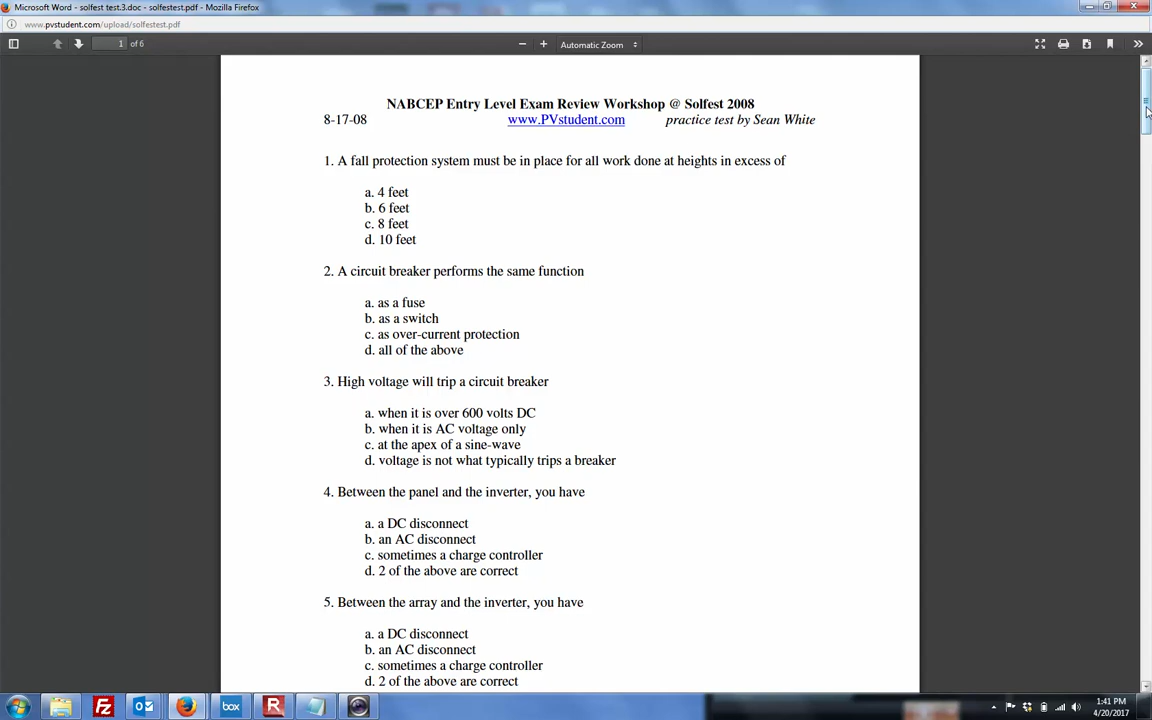 Microsoft Word - solfest test.3.doc - solfestest.pdf - Mozilla Firefox
www.pvstudent.com/upload/solfestest.pdf
1 of 6
Automatic Zoom
NABCEP Entry Level Exam Review Workshop @ Solfest 2008
8-17-08 www.PVstudent.com practice test by Sean White
1. A fall protection system must be in place for all work done at heights in excess of
a. 4 feet
b. 6 feet
c. 8 feet
d. 10 feet
2. A circuit breaker performs the same function
a. as a fuse
b. as a switch
c. as over-current protection
d. all of the above
3. High voltage will trip a circuit breaker
a. when it is over 600 volts DC
b. when it is AC voltage only
c. at the apex of a sine-wave
d. voltage is not what typically trips a breaker
4. Between the panel and the inverter, you have
a. a DC disconnect
b. an AC disconnect
c. sometimes a charge controller
d. 2 of the above are correct
5. Between the array and the inverter, you have
a. a DC disconnect
b. an AC disconnect
c. sometimes a charge controller
d. 2 of the above are correct
Fz
box
R
1:41 PM
4/20/2017